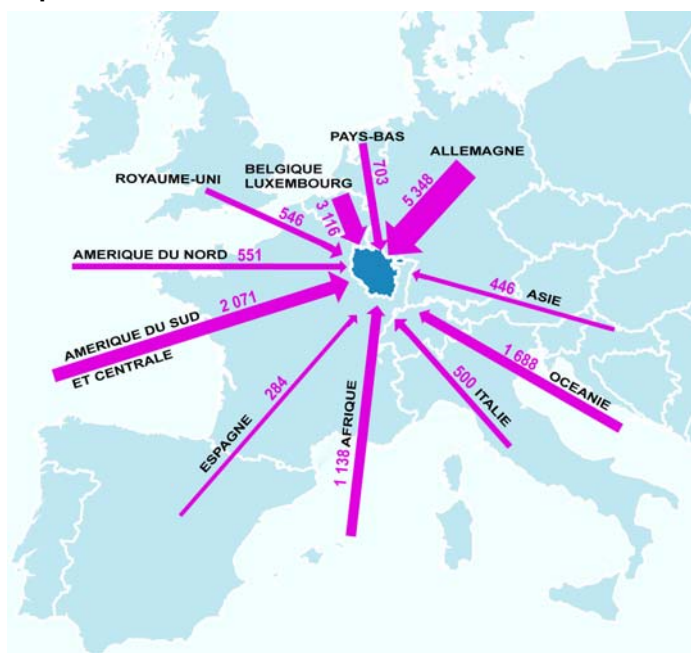 PAYS-BAS
703
ALLEMAGNE
5 348
BELGIQUE
LUXEMBOURG
3 116
ROYAUME-UNI
546
AMERIQUE DU NORD 551
AMERIQUE DU SUD 2 071
ET CENTRALE
446 ASIE
1 688 OCEANIE
500 ITALIE
ESPAGNE 284
1 138 AFRIQUE